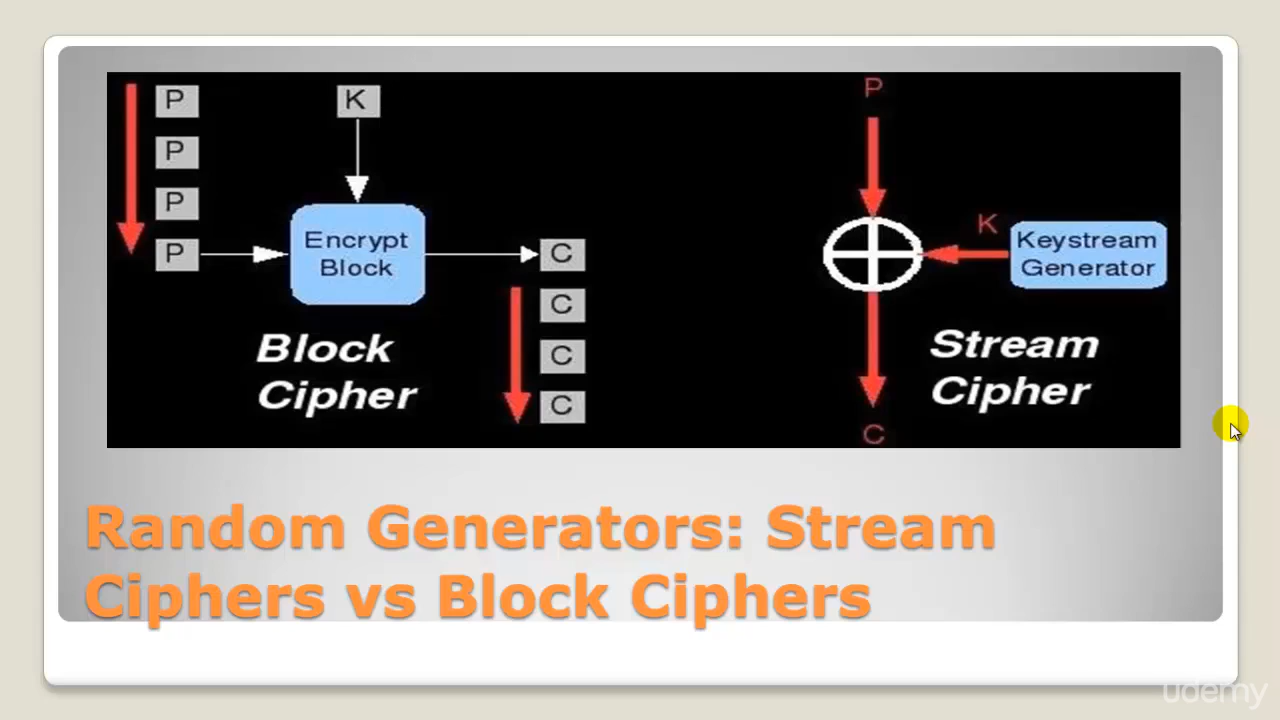 P
P
P
P
K
Encrypt
Block
C
C
C
C
Block
Cipher
P
K
Keystream
Generator
Stream
Cipher
C
Random Generators: Stream
Ciphers vs Block Ciphers
udemy